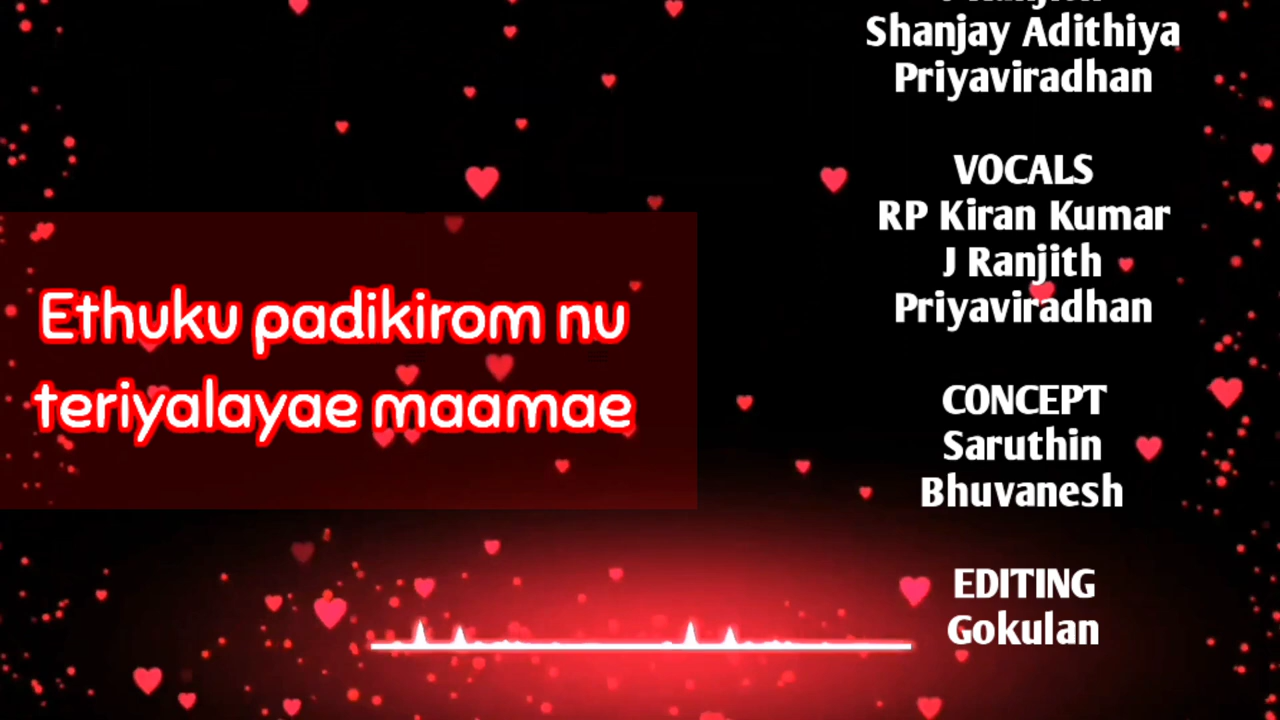 Shanjay Adithiya
Priyaviradhan
VOCALS
RP Kiran Kumar
J Ranjith
Priyaviradhan
Ethuku padikirom nu
teriyalayae maamae
CONCEPT
Saruthin
Bhuvanesh
EDITING
Gokulan